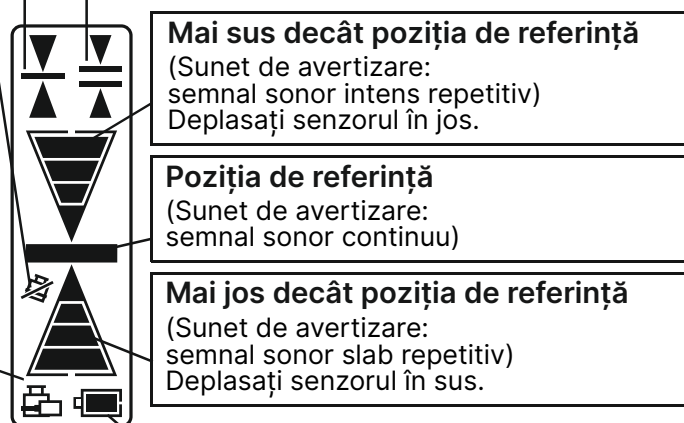 Mai sus decât poziția de referință
(Sunet de avertizare:
semnal sonor intens repetitiv)
Deplasați senzorul în jos.
Poziția de referință
(Sunet de avertizare:
semnal sonor continuu)
Mai jos decât poziția de referință
(Sunet de avertizare:
semnal sonor slab repetitiv)
Deplasați senzorul în sus.